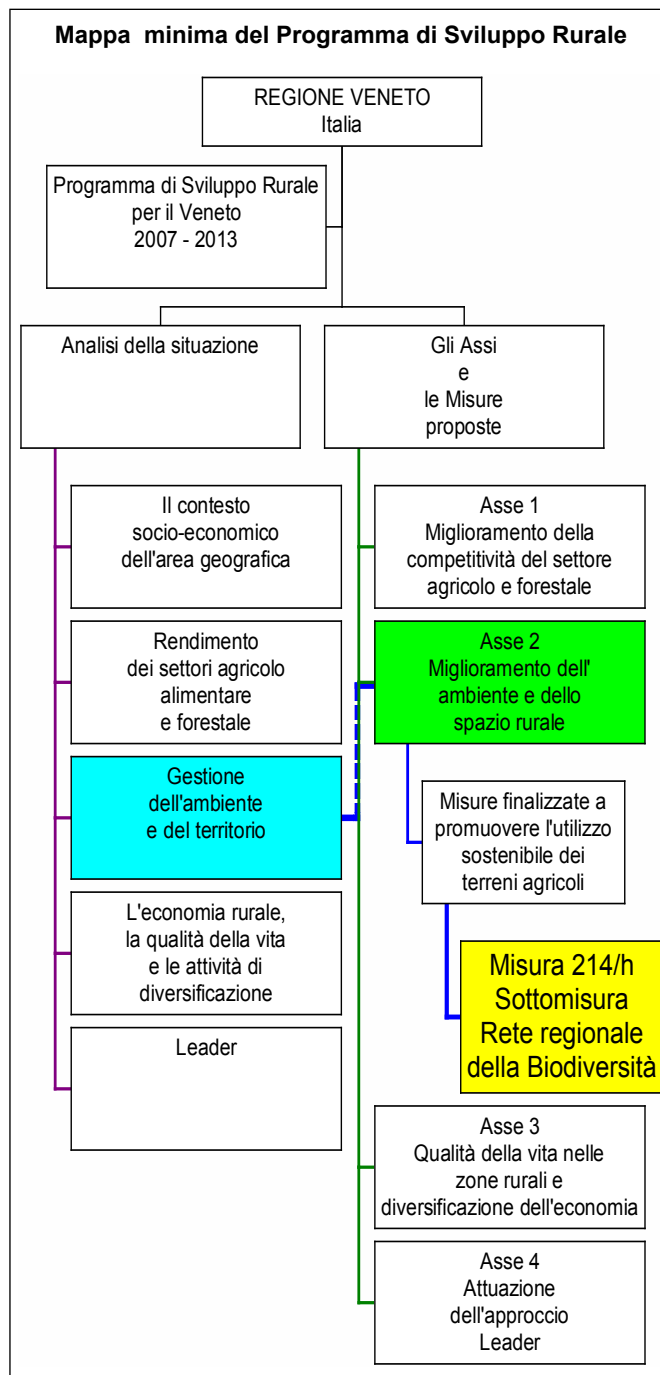 Mappa minima del Programma di Sviluppo Rurale
REGIONE VENETO
Italia
Programma di Sviluppo Rurale
per il Veneto
2007 - 2013
Analisi della situazione
Gli Assi
e
le Misure
proposte
Il contesto
socio-economico
dell'area geografica
Rendimento
dei settori agricolo
alimentare
e forestale
Gestione
dell'ambiente
e del territorio
L'economia rurale,
la qualità della vita
e le attività di
diversificazione
Leader
Asse 1
Miglioramento della
competitività del settore
agricolo e forestale
Asse 2
Miglioramento dell'
ambiente e dello
spazio rurale
Misure finalizzate a
promuovere l'utilizzo
sostenibile dei
terreni agricoli
Misura 214/h
Sottomisura
Rete regionale
della Biodiversità
Asse 3
Qualità della vita nelle
zone rurali e
diversificazione dell'economia
Asse 4
Attuazione
dell'approccio
Leader